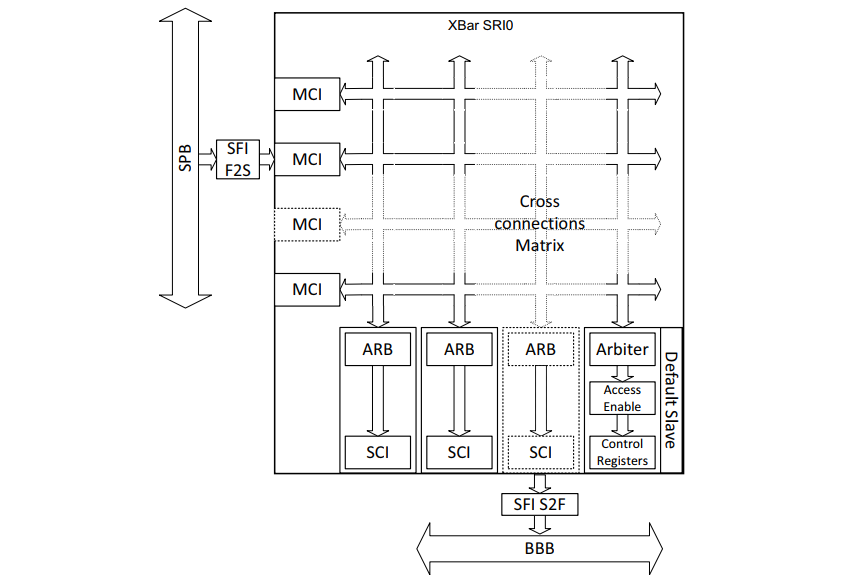 XBar SRI0
MCI
SPB
SFI
F2S
MCI
Cross
connections
Matrix
MCI
MCI
ARB
ARB
ARB
Arbiter
Access
Enable
Default Slave
SCI
SCI
SCI
Control
Registers
SFI S2F
BBB